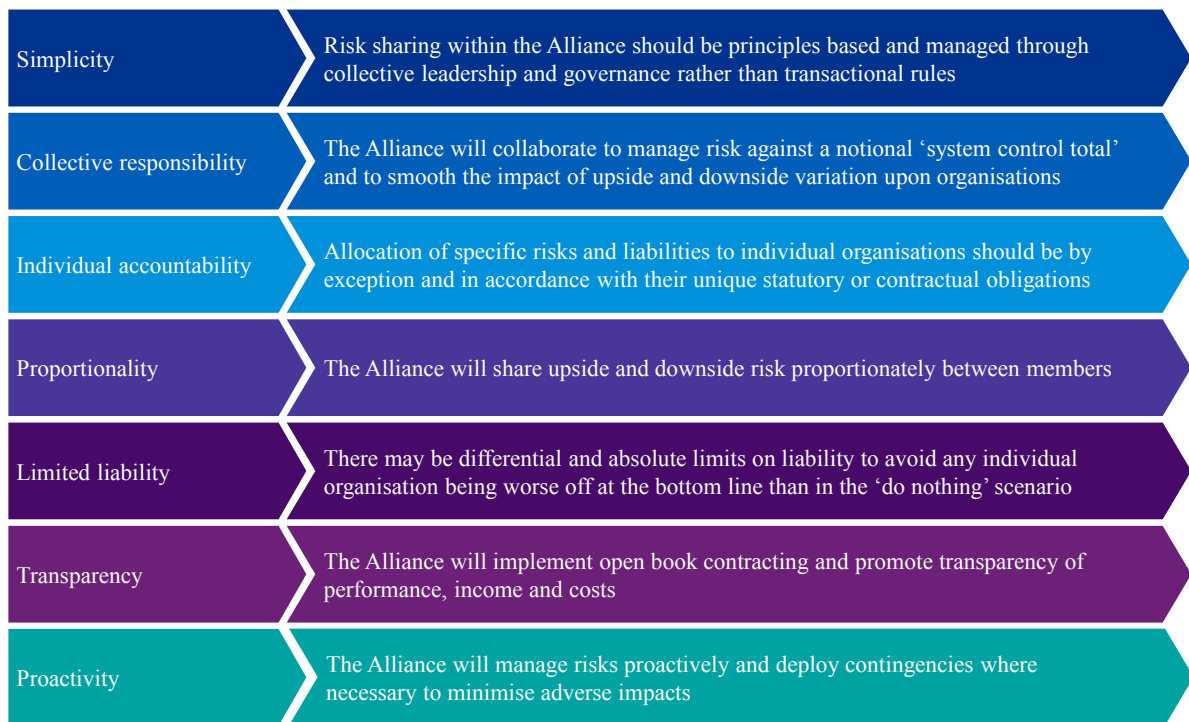 Simplicity
Risk sharing within the Alliance should be principles based and managed through
collective leadership and governance rather than transactional rules
Collective responsibility
The Alliance will collaborate to manage risk against a notional ‘system control total’
and to smooth the impact of upside and downside variation upon organisations
Individual accountability
Allocation of specific risks and liabilities to individual organisations should be by
exception and in accordance with their unique statutory or contractual obligations
Proportionality
The Alliance will share upside and downside risk proportionately between members
Limited liability
There may be differential and absolute limits on liability to avoid any individual
organisation being worse off at the bottom line than in the ‘do nothing’ scenario
Transparency
The Alliance will implement open book contracting and promote transparency of
performance, income and costs
Proactivity
The Alliance will manage risks proactively and deploy contingencies where
necessary to minimise adverse impacts